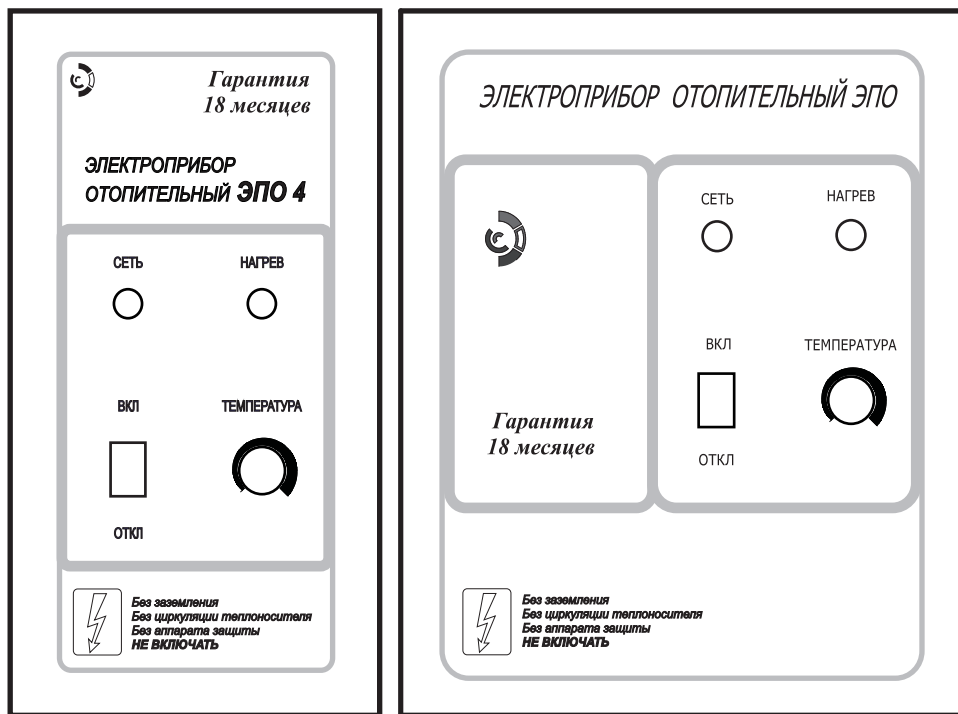 Гарантия
18 месяцев
ЭЛЕКТРОПРИБОР
ОТОПИТЕЛЬНЫЙ ЭПО 4
СЕТЬ НАГРЕВ
ВКЛ ТЕМПЕРАТУРА
ОТКЛ
Без заземления
Без циркуляции теплоносителя
Без аппарата защиты
НЕ ВКЛЮЧАТЬ
ЭЛЕКТРОПРИБОР ОТОПИТЕЛЬНЫЙ ЭПО
Гарантия
18 месяцев
СЕТЬ НАГРЕВ
ВКЛ ТЕМПЕРАТУРА
ОТКЛ
Без заземления
Без циркуляции теплоносителя
Без аппарата защиты
НЕ ВКЛЮЧАТЬ